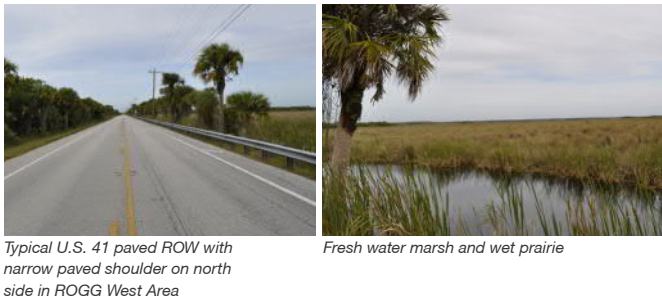 Typical U.S. 41 paved ROW with
narrow paved shoulder on north
side in ROGG West Area
Fresh water marsh and wet prairie